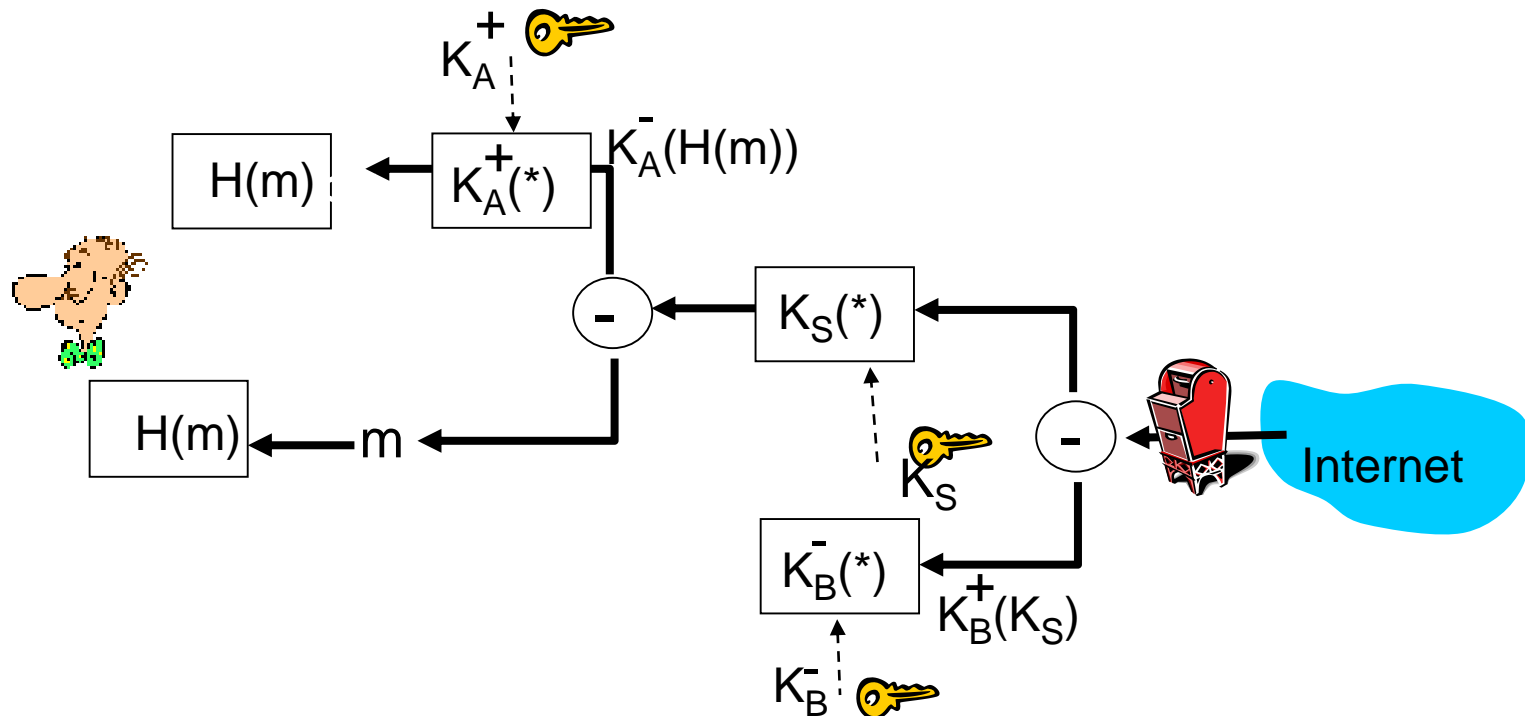 K_A^+
K_A^-(H(m))
H(m)
K_A^+(*)
-
K_S(*)
H(m)
m
K_S
-
Internet
K_B^-(*)
K_B^+(K_S)
K_B^-